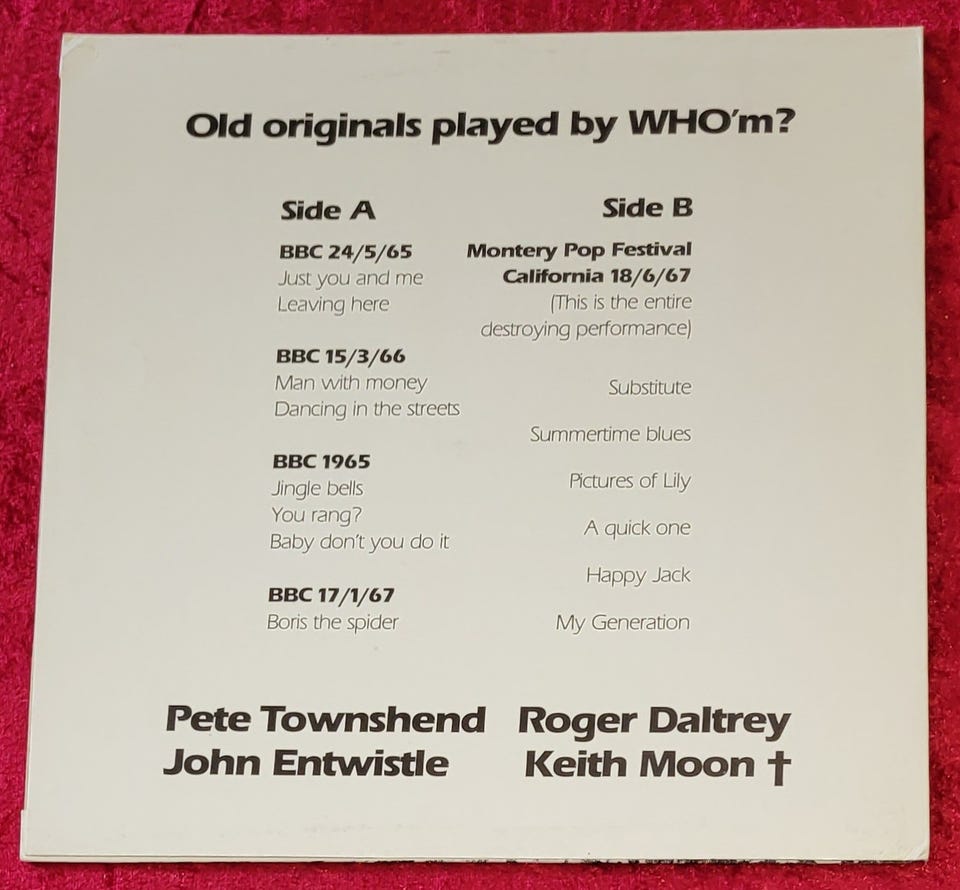 Old originals played by WHO'm?
Side A
BBC 24/5/65
Just you and me
Leaving here
BBC 15/3/66
Man with money
Dancing in the streets
BBC 1965
Jingle bells
You rang?
Baby don't you do it
BBC 17/1/67
Boris the spider
Side B
Montery Pop Festival
California 18/6/67
(This is the entire
destroying performance)
Substitute
Summertime blues
Pictures of Lily
A quick one
Happy Jack
My Generation
Pete Townshend Roger Daltrey
John Entwistle Keith Moon †